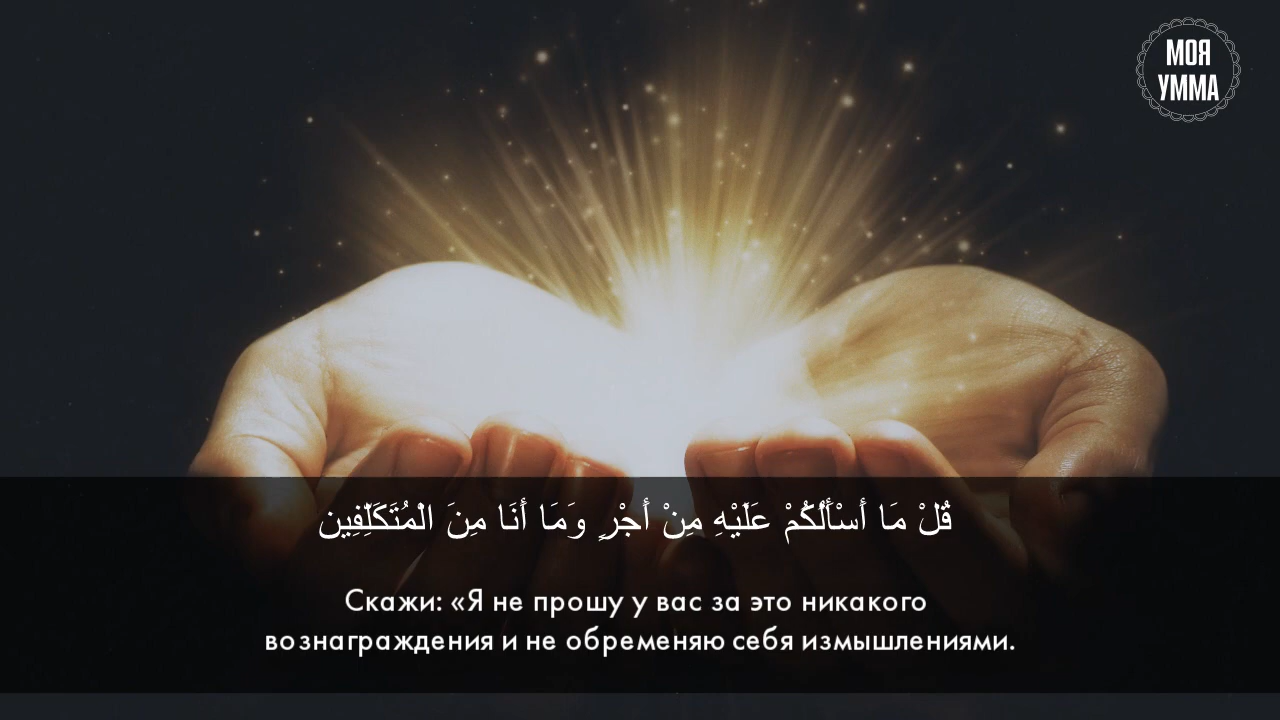 МОЯ
УММА
قُلْ مَا أَسْأَلُكُمْ عَلَيْهِ مِنْ أَجْرٍ وَمَا أَنَا مِنَ الْمُتَكَلِّفِين
Скажи: «Я не прошу у вас за это никакого
вознаграждения и не обременяю себя измышлениями.